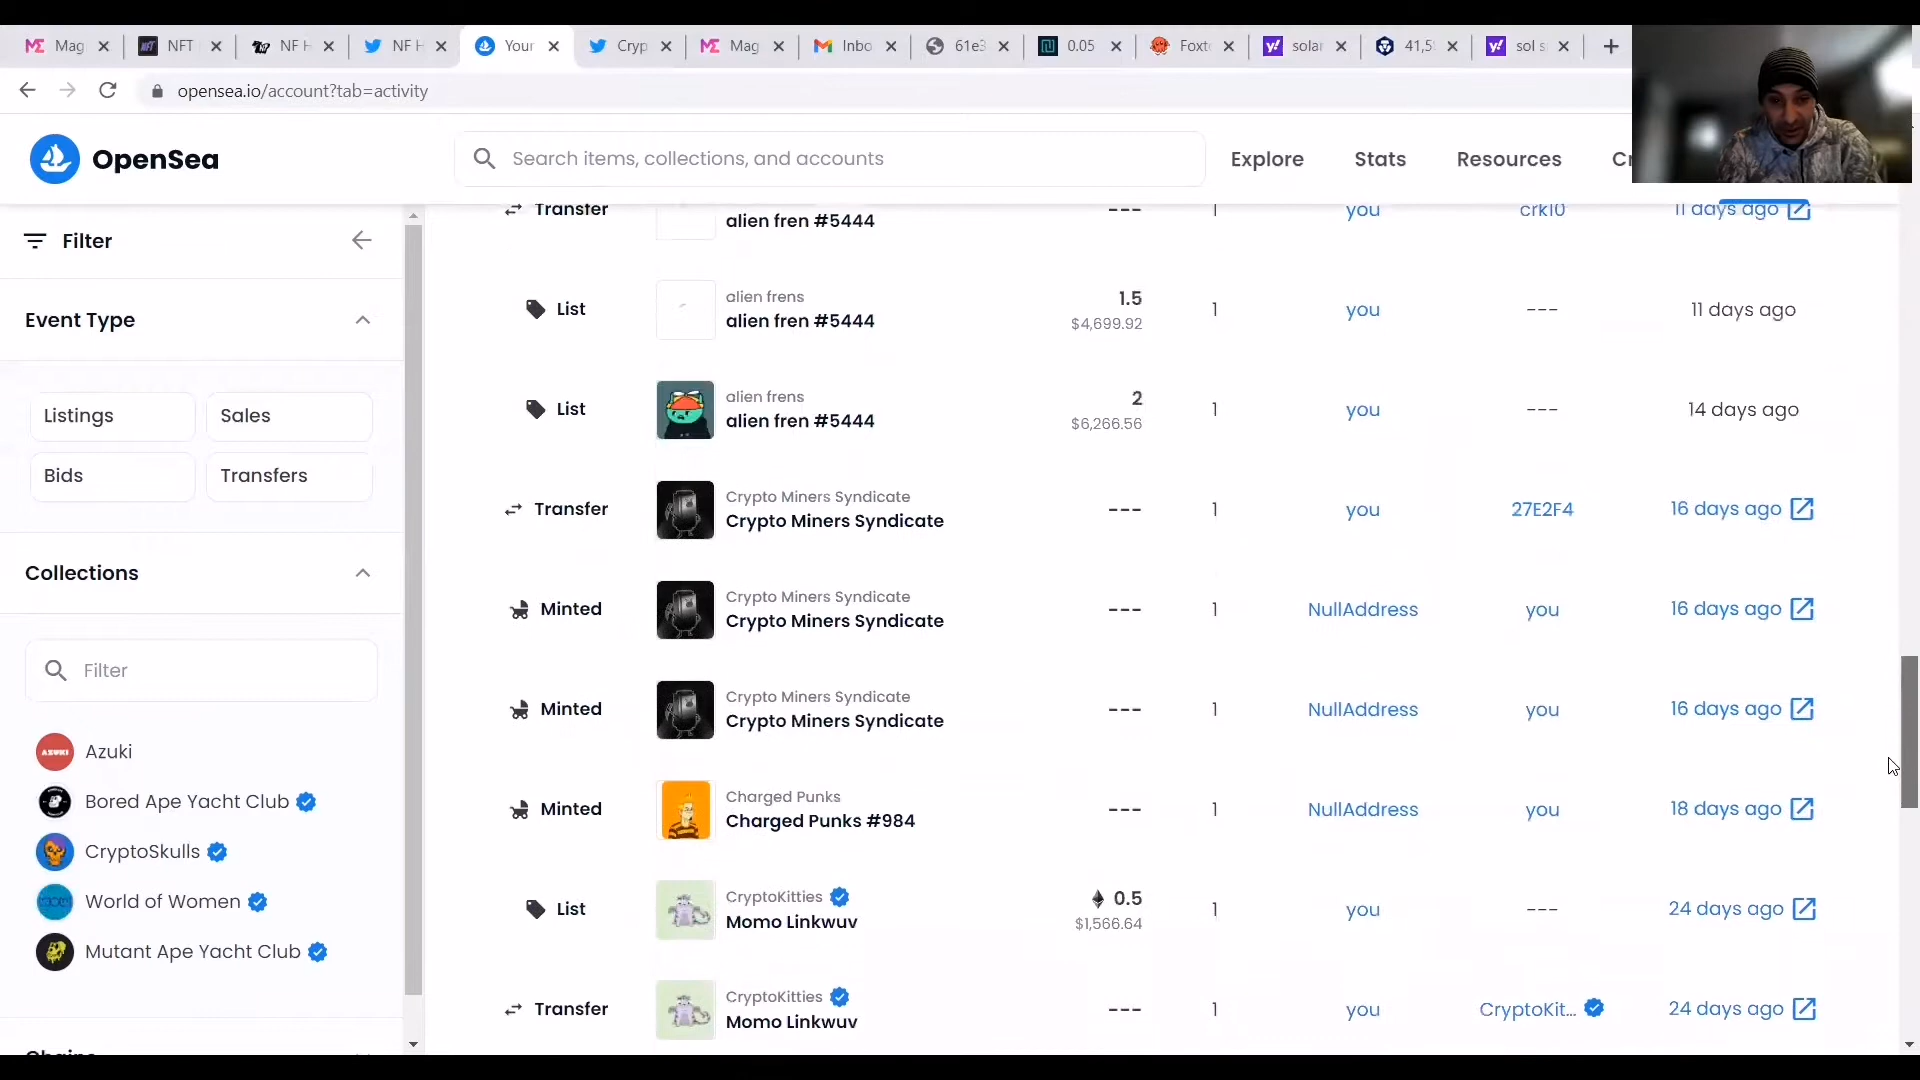 Mag
NFT
NF H
NF H
Your
Cryp
Mag
Inbo
61e3
0.05
Foxt
solar
41,5
sol s
opensea.io/account?tab=activity
OpenSea
Search items, collections, and accounts
Explore
Stats
Resources
Filter
Event Type
Listings
Sales
Bids
Transfers
Collections
Filter
Azuki
Bored Ape Yacht Club
CryptoSkulls
World of Women
Mutant Ape Yacht Club
Chains
Transfer alien fren #5444 --- 1 you crk10 11 days ago
alien frens
List alien fren #5444 1.5 1 you --- 11 days ago
$4,699.92
alien frens
List alien fren #5444 2 1 you --- 14 days ago
$6,266.56
Crypto Miners Syndicate
Transfer Crypto Miners Syndicate --- 1 you 27E2F4 16 days ago
Crypto Miners Syndicate
Minted Crypto Miners Syndicate --- 1 NullAddress you 16 days ago
Crypto Miners Syndicate
Minted Crypto Miners Syndicate --- 1 NullAddress you 16 days ago
Charged Punks
Minted Charged Punks #984 --- 1 NullAddress you 18 days ago
CryptoKitties
List Momo Linkwuv 0.5 1 you --- 24 days ago
$1,566.64
CryptoKitties
Transfer Momo Linkwuv --- 1 you CryptoKit... 24 days ago